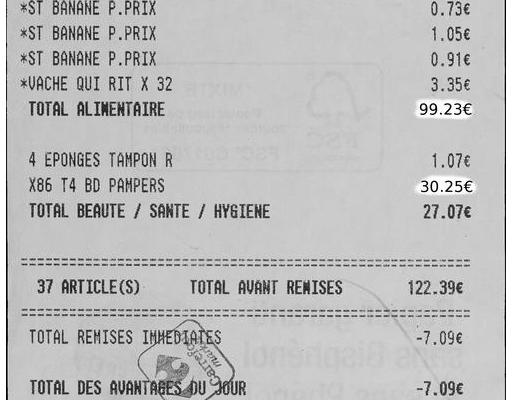 *ST BANANE P.PRIX 0.73€
*ST BANANE P.PRIX 1.05€
*ST BANANE P.PRIX 0.91€
*VACHE QUI RIT X 32 3.35€
TOTAL ALIMENTAIRE 99.23€
4 EPONGES TAMPON R 1.07€
X86 T4 BD PAMPERS 30.25€
TOTAL BEAUTE / SANTE / HYGIENE 27.07€
37 ARTICLE(S) TOTAL AVANT REMISES 122.39€
TOTAL REMISES IMMEDIATES -7.09€
TOTAL DES AVANTAGES DU JOUR -7.09€